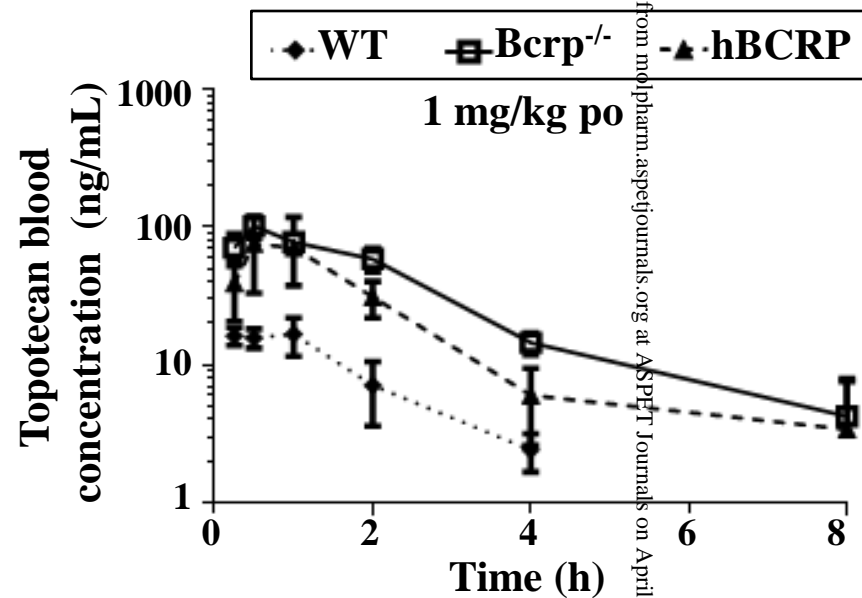 WT Bcrp-/- hBCRP
1 mg/kg po
Topotecan blood
concentration (ng/mL)
1000
100
10
1
0 2 4 6 8
Time (h)
from molpharm.aspetjournals.org at ASPET Journals on April